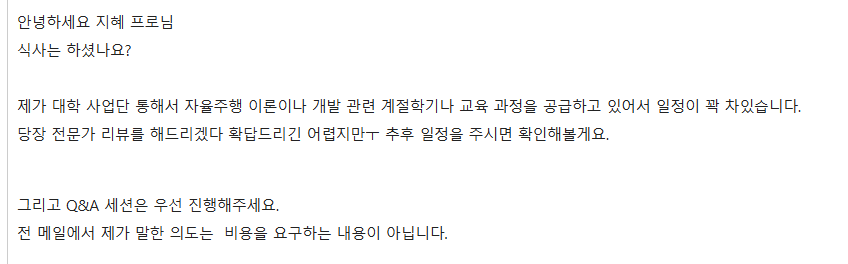 안녕하세요 지혜 프로님
식사는 하셨나요?
제가 대학 사업단 통해서 자율주행 이론이나 개발 관련 계절학기나 교육 과정을 공급하고 있어서 일정이 꽉 차있습니다.
당장 전문가 리뷰를 해드리겠다 확답드리긴 어렵지만ㅜ 추후 일정을 주시면 확인해볼게요.
그리고 Q&A 세션은 우선 진행해주세요.
전 메일에서 제가 말한 의도는  비용을 요구하는 내용이 아닙니다.